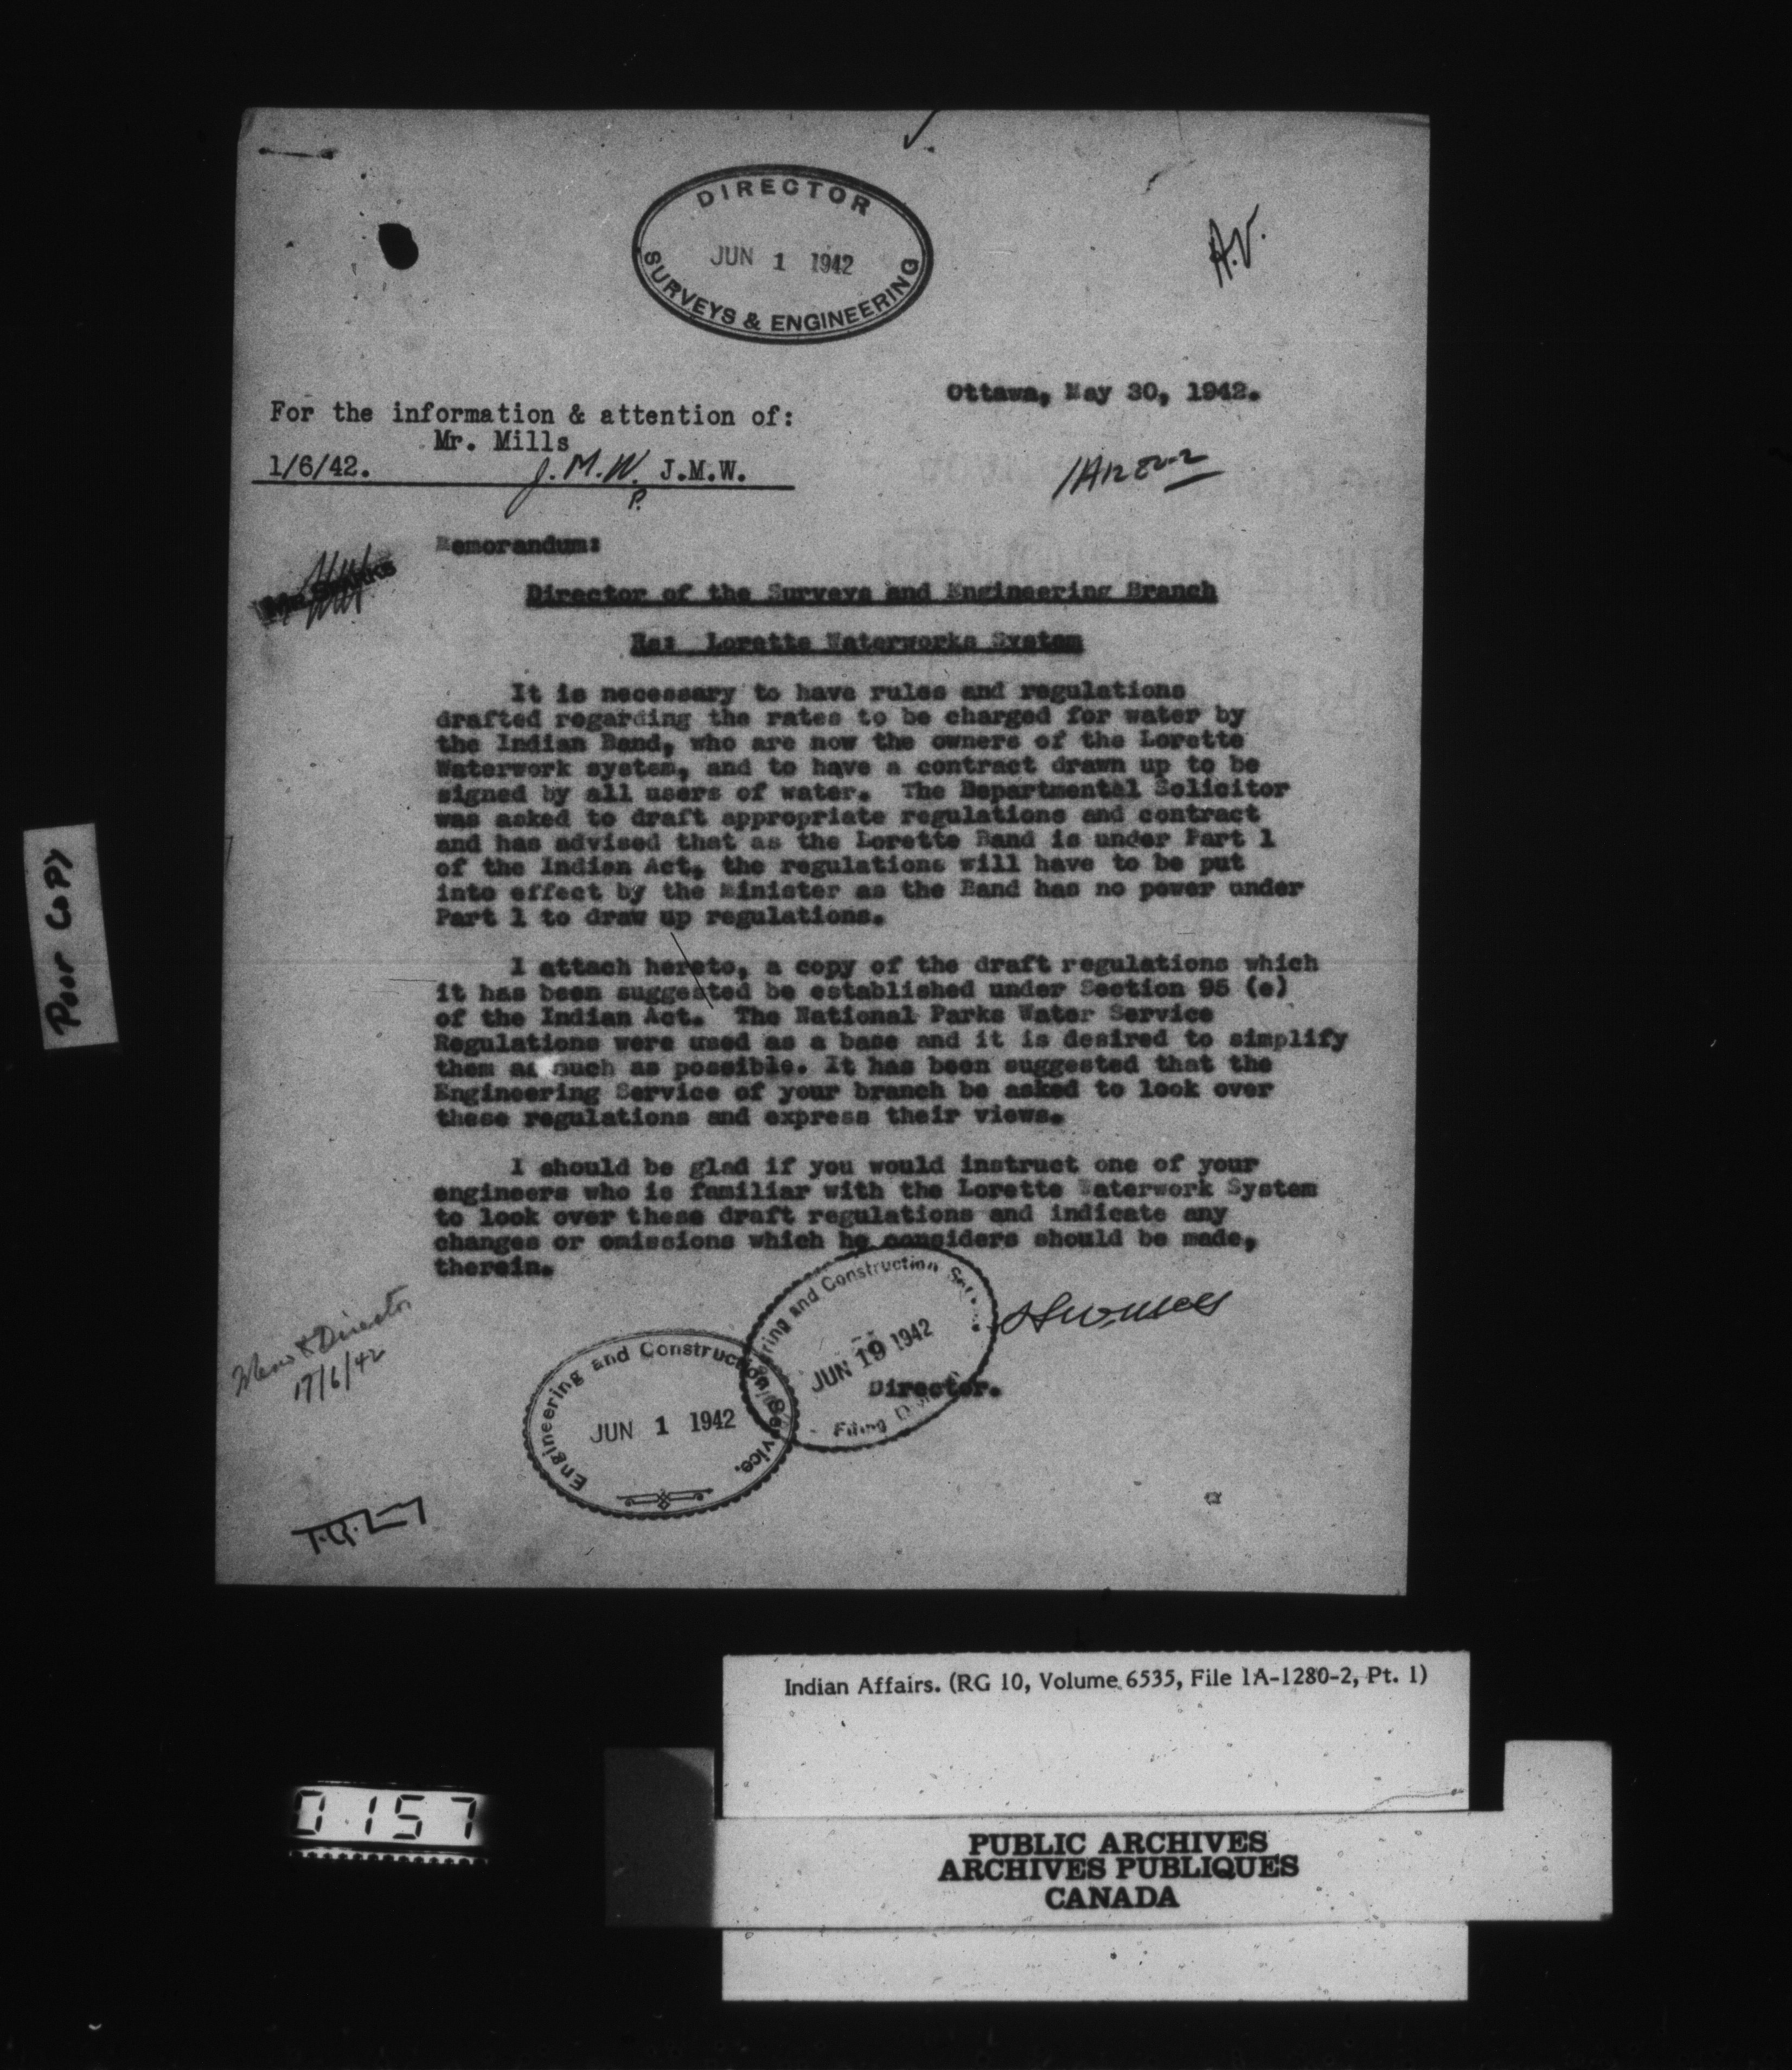 DIRECTOR
JUN 1 1942
SURVEYS & ENGINEERING
A.V.
Ottawa, May 30, 1942.
For the information & attention of:
Mr. Mills
1/6/42. J.M.W. J.M.W.
P.
Memorandum:
Director of the Surveys and Engineering Branch
Re: Lorette Waterworks System
It is necessary to have rules and regulations
drafted regarding the rates to be charged for water by
the Indian Band, who are now the owners of the Lorette
Waterwork system, and to have a contract drawn up to be
signed by all users of water. The Departmental Solicitor
was asked to draft appropriate regulations and contract
and has advised that as the Lorette Band is under Part 1
of the Indian Act, the regulations will have to be put
into effect by the Minister as the Band has no power under
Part 1 to draw up regulations.
I attach hereto, a copy of the draft regulations which
it has been suggested be established under Section 95 (e)
of the Indian Act. The National Parks Water Service
Regulations were used as a base and it is desired to simplify
them as much as possible. It has been suggested that the
Engineering Service of your branch be asked to look over
these regulations and express their views.
I should be glad if you would instruct one of your
engineers who is familiar with the Lorette Waterwork System
to look over these draft regulations and indicate any
changes or omissions which he considers should be made,
therein.
Engineering and Construction
JUN 19 1942
Filing
Director.
Memo to Director
17/6/42
Engineering and Construction Service.
JUN 1 1942
Poor Copy
Indian Affairs. (RG 10, Volume 6535, File 1A-1280-2, Pt. 1)
0157
PUBLIC ARCHIVES
ARCHIVES PUBLIQUES
CANADA